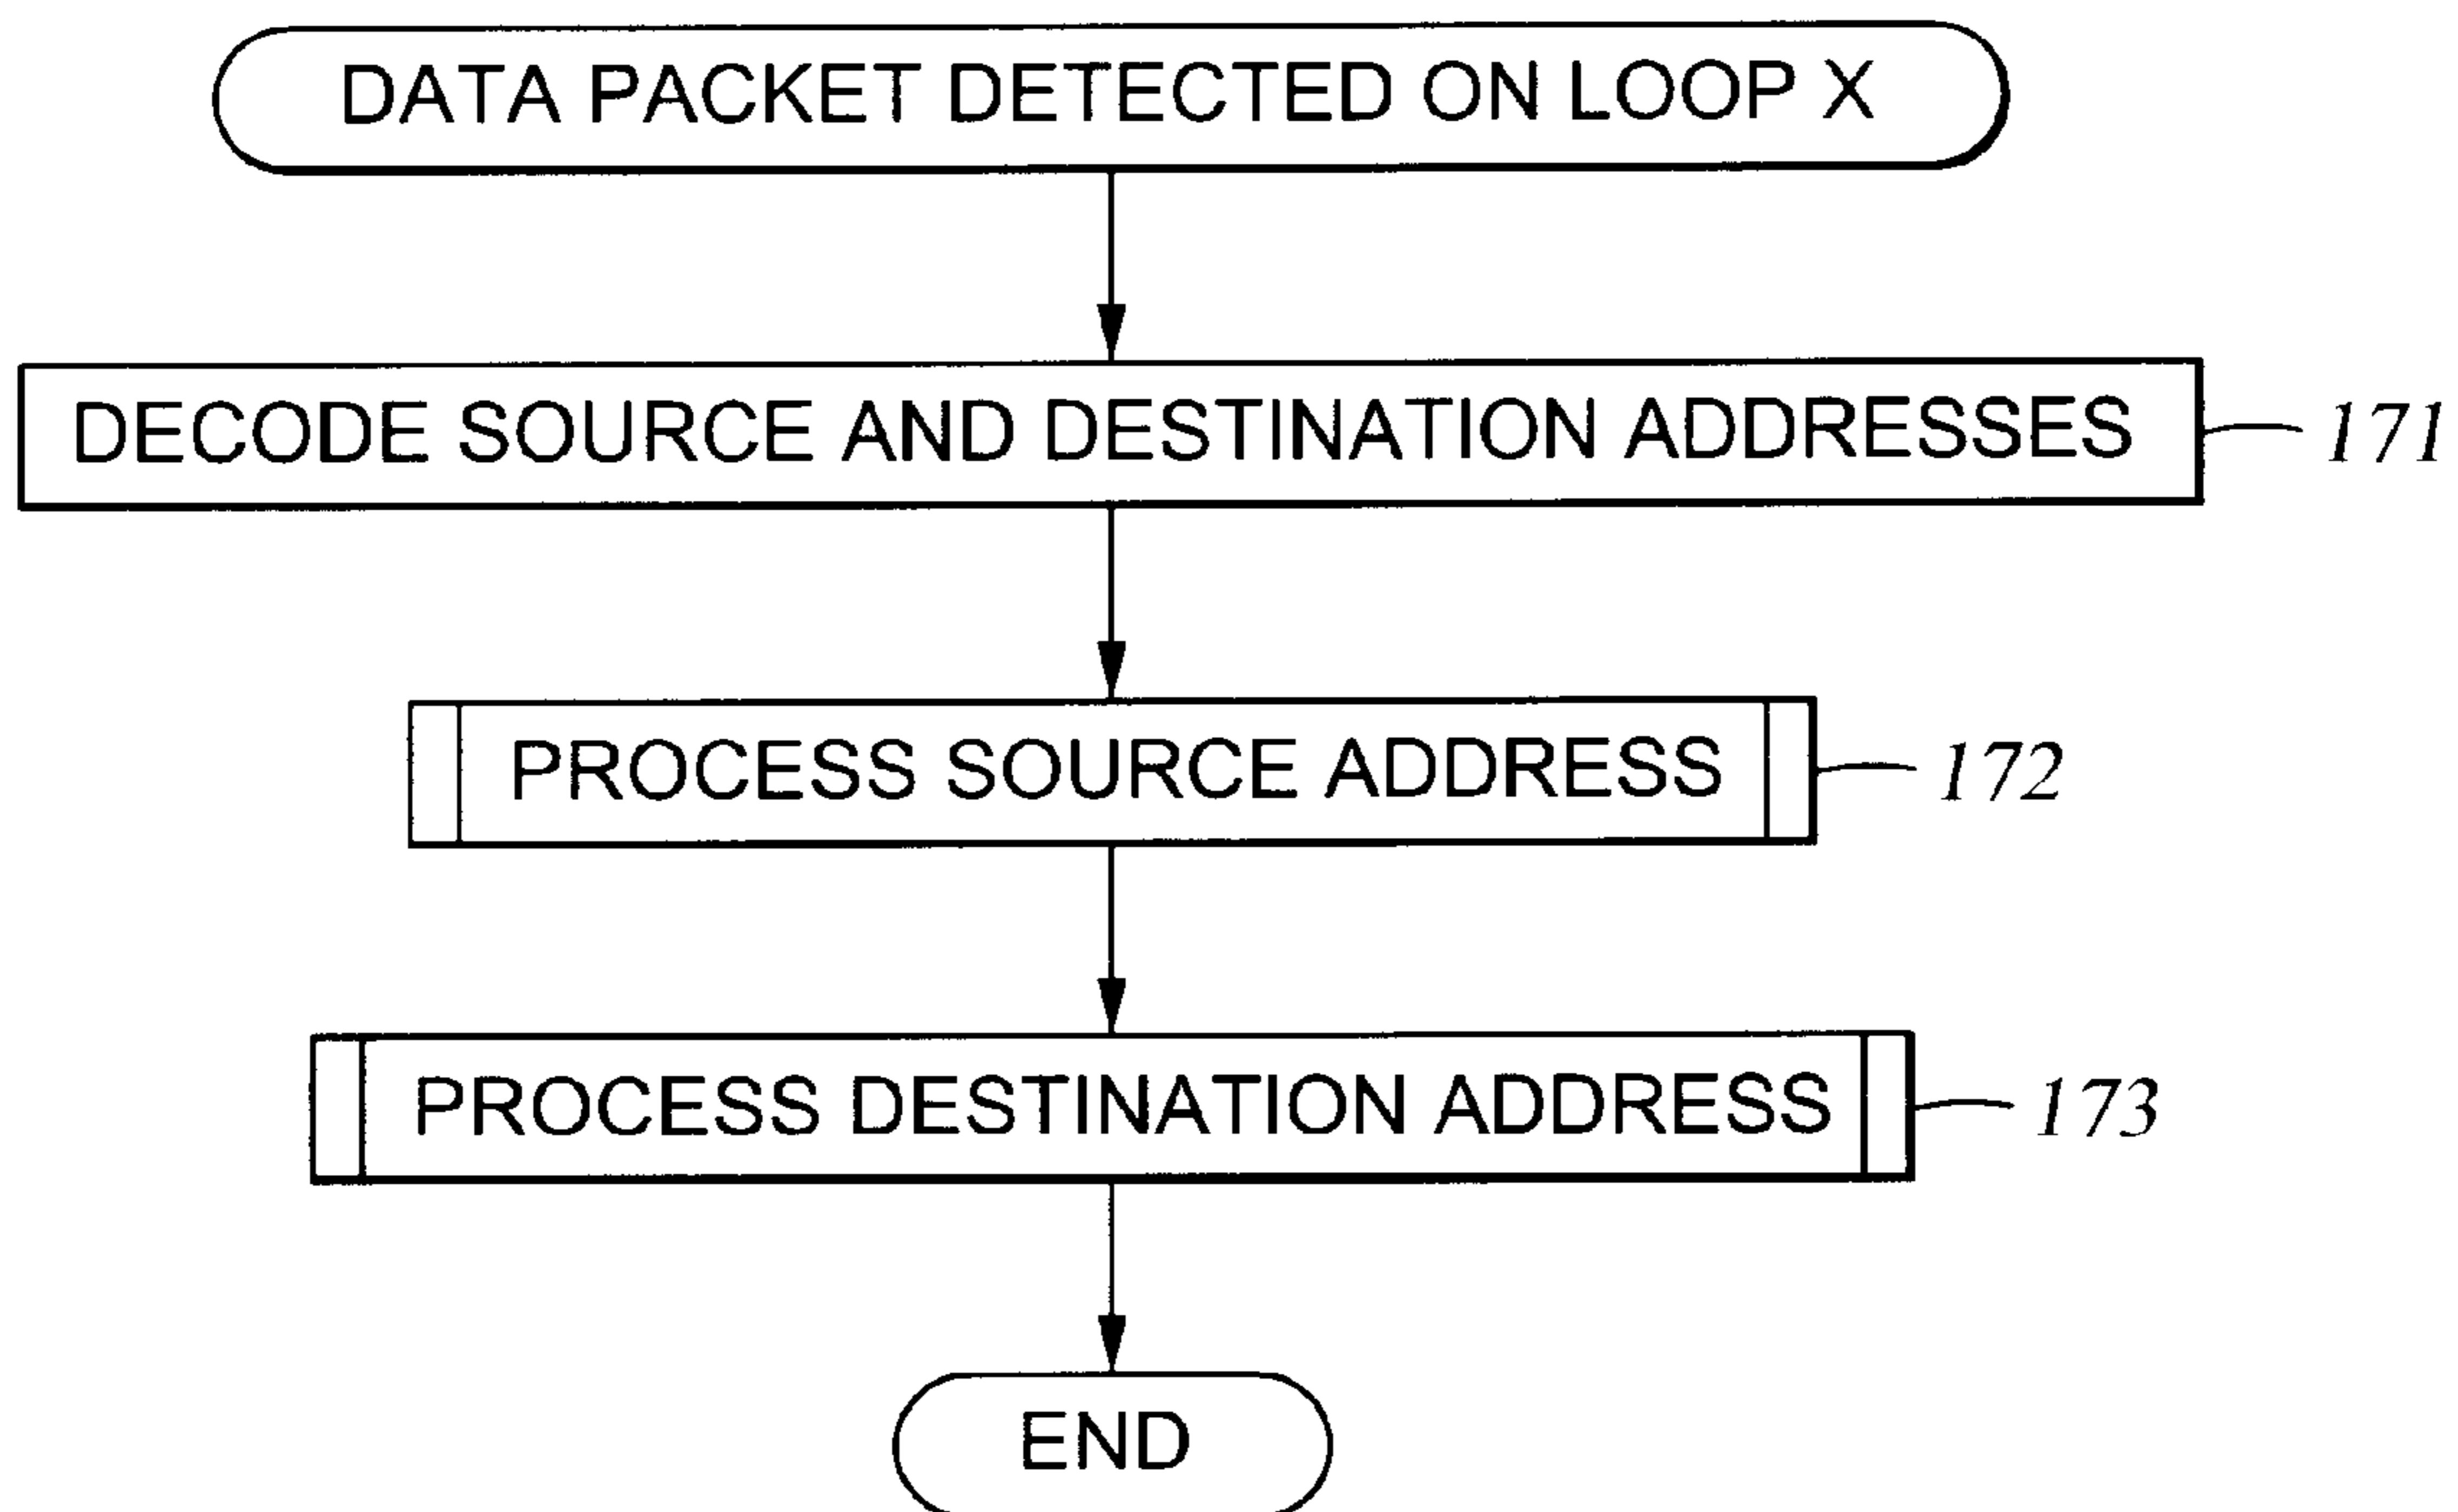 DATA PACKET DETECTED ON LOOP X
DECODE SOURCE AND DESTINATION ADDRESSES 171
PROCESS SOURCE ADDRESS 172
PROCESS DESTINATION ADDRESS 173
END